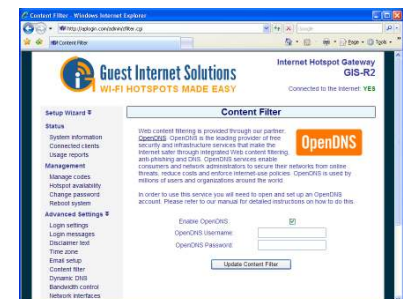 Content Filter - Windows Internet Explorer
http://oplogin.com/admin/filter.cgi
Google
Content Filter
Page
Tools
Guest Internet Solutions
WI-FI HOTSPOTS MADE EASY
Internet Hotspot Gateway
GIS-R2
Connected to the Internet: YES
Setup Wizard
Status
System information
Connected clients
Usage reports
Management
Manage codes
Hotspot availability
Change password
Reboot system
Advanced Settings
Login settings
Login messages
Disclaimer text
Time zone
Email setup
Content filter
Dynamic DNS
Bandwidth control
Network interfaces
Content Filter
Web content filtering is provided through our partner
OpenDNS. OpenDNS is the leading provider of free
security and infrastructure services that make the
Internet safer through integrated Web content filtering,
anti-phishing and DNS. OpenDNS services enable
consumers and network administrators to secure their networks from online
threats, reduce costs and enforce Internet-use policies. OpenDNS is used by
millions of users and organizations around the world.
OpenDNS
In order to use this service you will need to open and set up an OpenDNS
account. Please refer to our manual for detailed instructions on how to do this.
Enable OpenDNS:
OpenDNS Username:
OpenDNS Password:
Update Content Filter